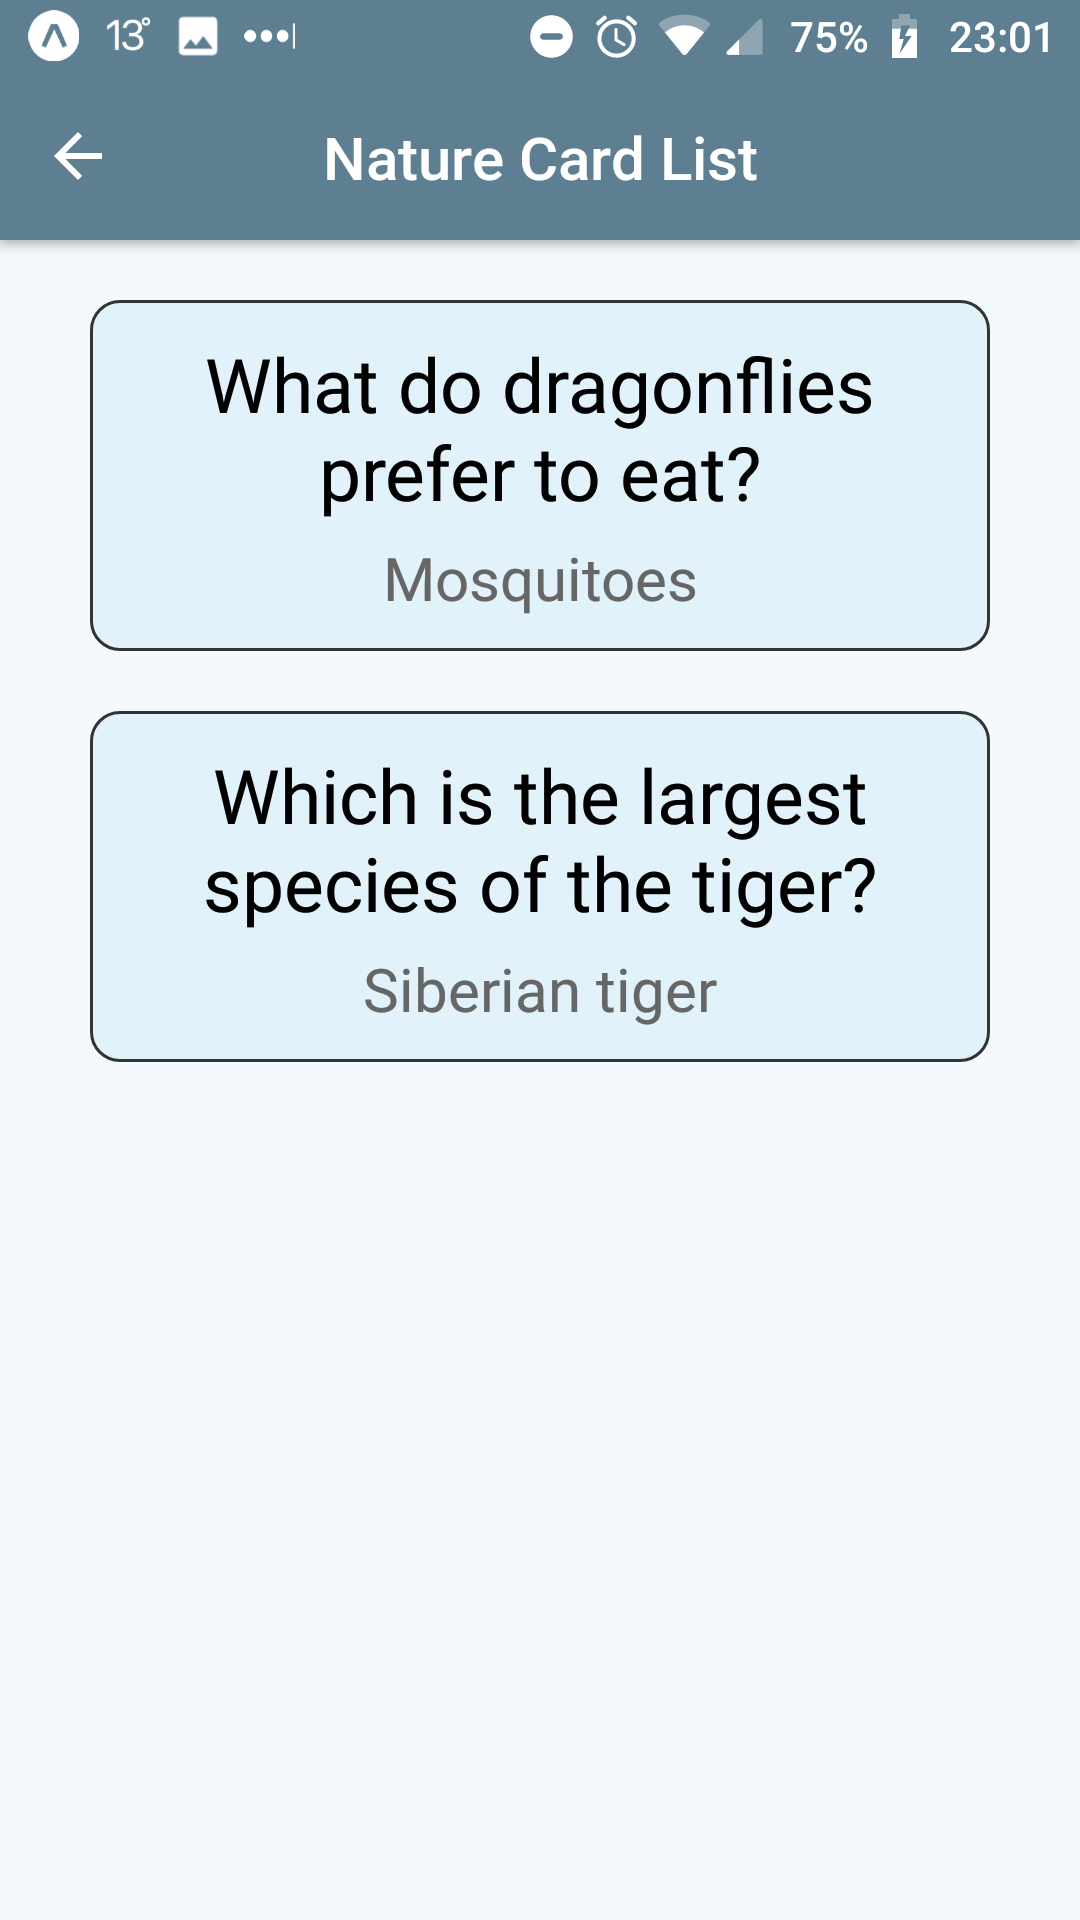 13° 75% 23:01
Nature Card List
What do dragonflies
prefer to eat?
Mosquitoes
Which is the largest
species of the tiger?
Siberian tiger